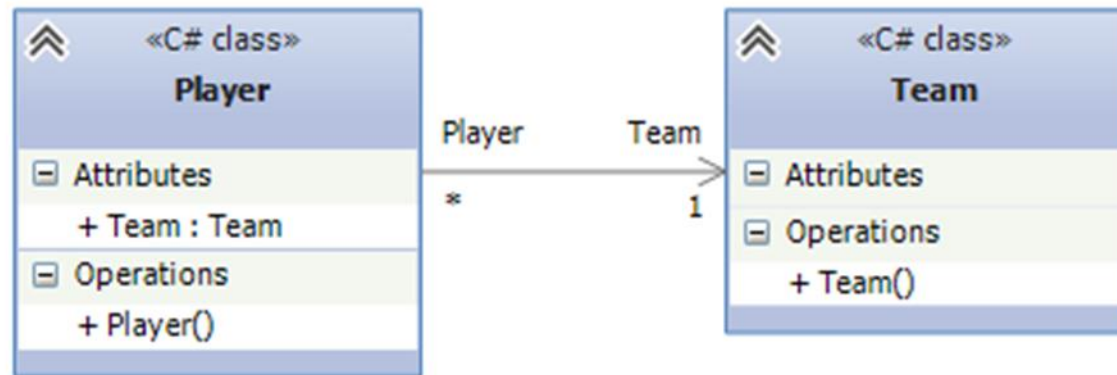 «C# class»
Player
Attributes
+ Team : Team
Operations
+ Player()
Player
Team
*
1
«C# class»
Team
Attributes
Operations
+ Team()